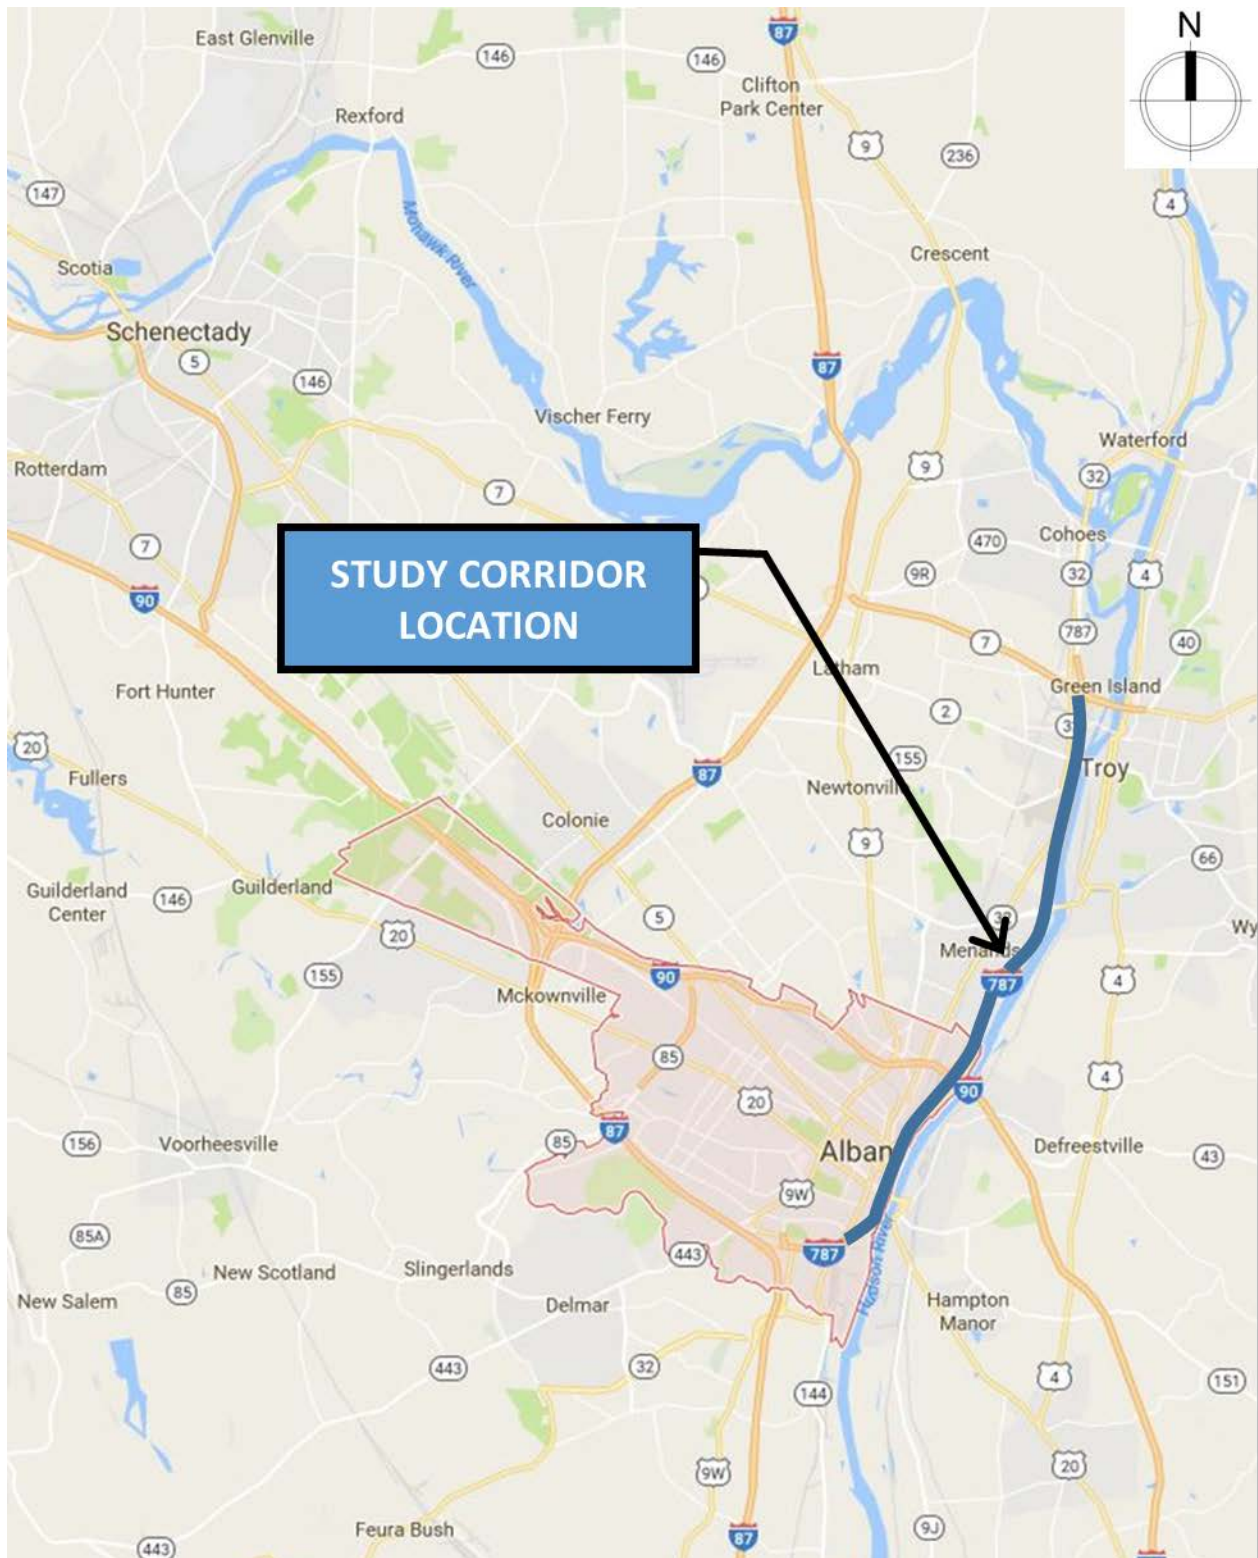 N
87
East Glenville
146
146
Clifton
Park Center
Rexford
9
236
147
4
Mohawk River
Crescent
Scotia
Schenectady
5
87
146
Vischer Ferry
Waterford
Rotterdam
9
32
7
7
470
Cohoes
STUDY CORRIDOR
LOCATION
9R
32
4
90
787
7
40
Latham
Green Island
Fort Hunter
2
20
155
87
Troy
Fullers
Newtonville
Colonie
9
66
Guilderland
Center
146
Guilderland
5
20
Menands
155
90
787
4
Mckownville
85
4
90
20
87
156
Voorheesville
85
Alban
Defreestville
43
9W
85A
787
443
Hudson River
New Scotland
Slingerlands
85
New Salem
Delmar
Hampton
Manor
443
32
144
4
151
9W
20
Feura Bush
9J
87
443